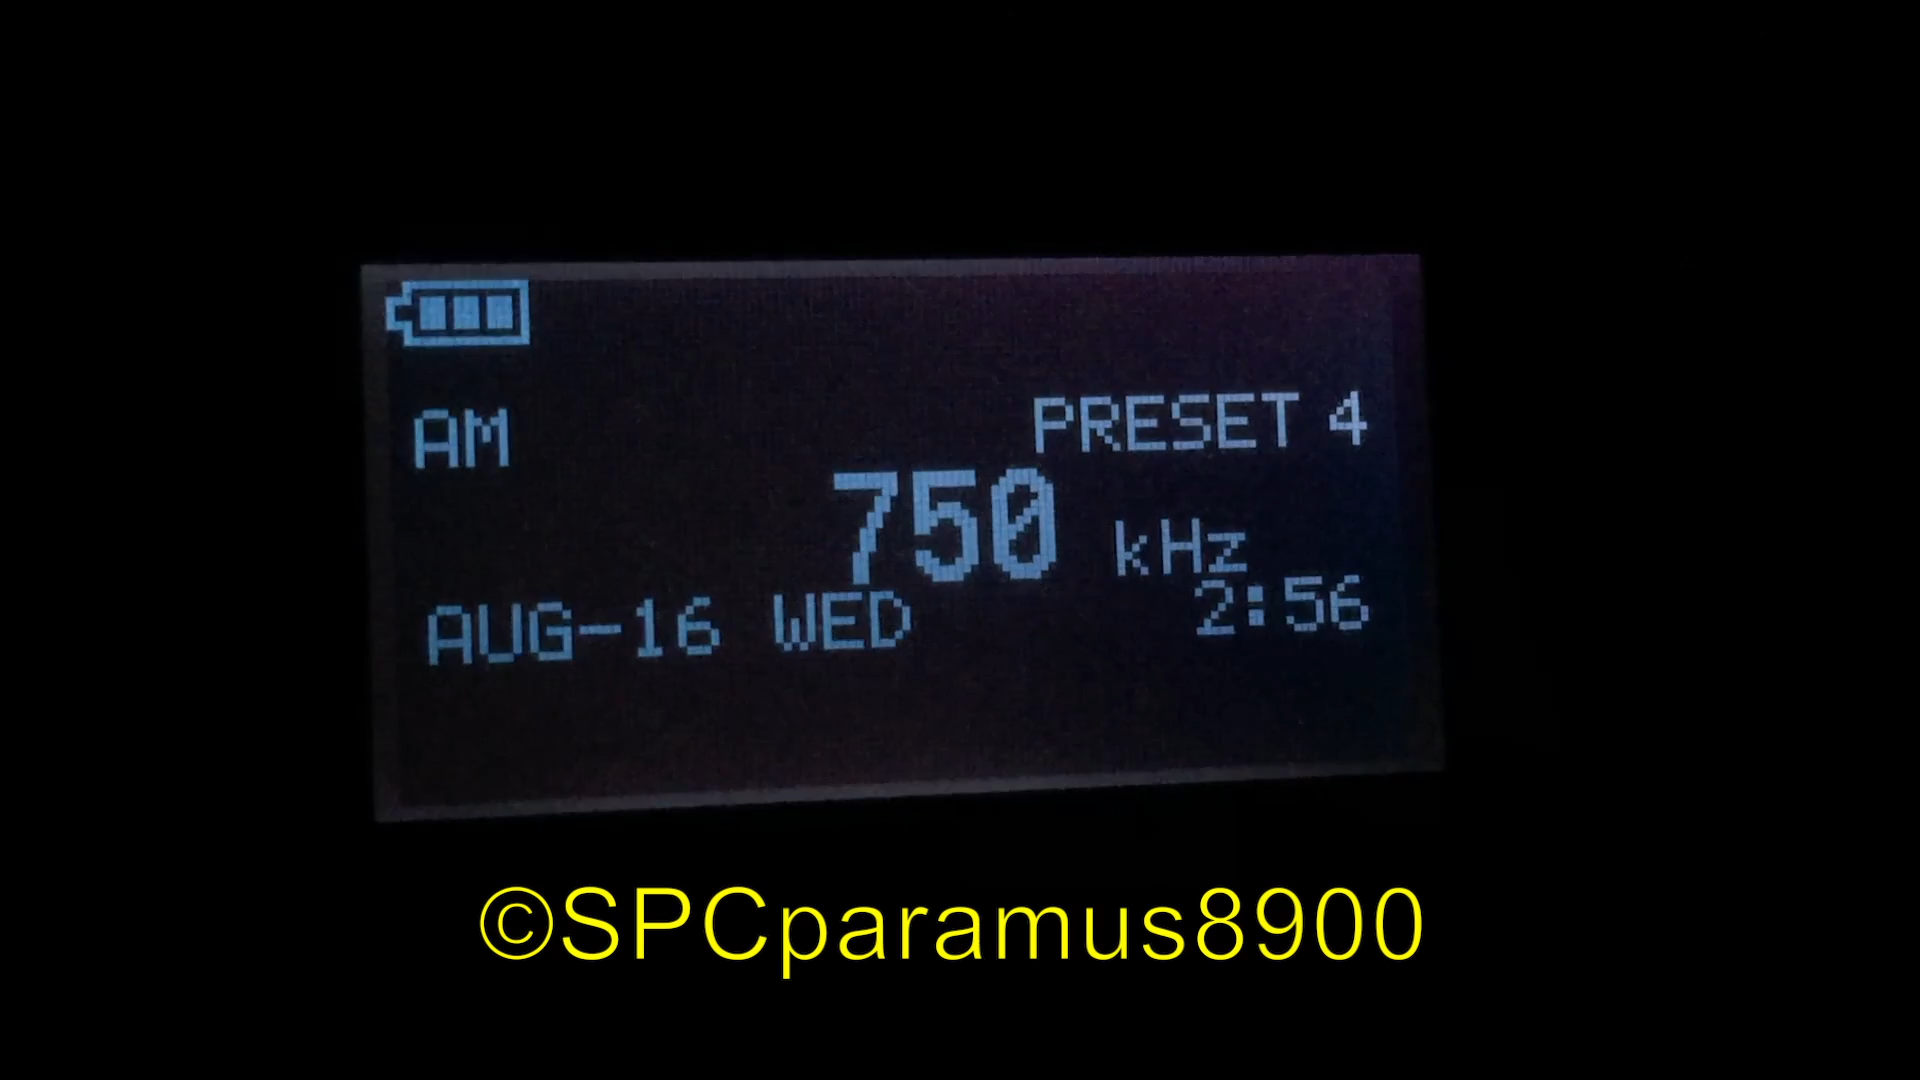 AM
PRESET 4
750 kHz
AUG-16 WED 2:56
©SPCparamus8900